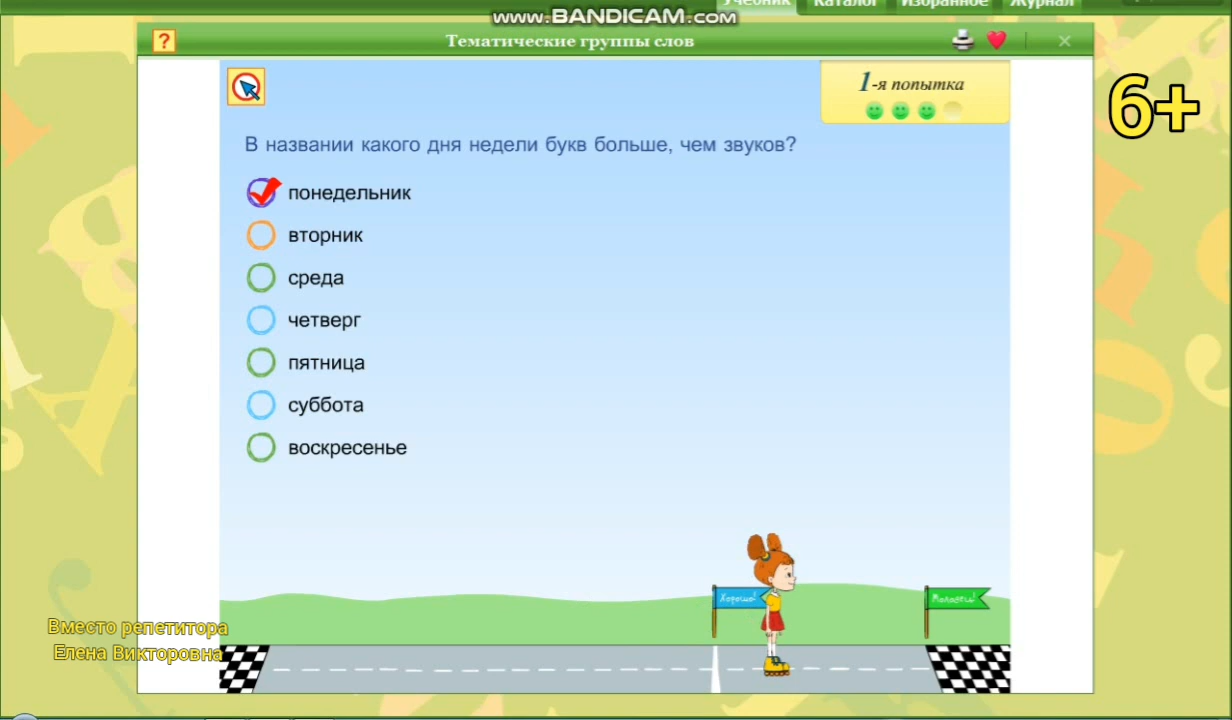 Учебник Каталог Избранное Журнал
www.BANDICAM.com
?
Тематические группы слов
1-я попытка
6+
В названии какого дня недели букв больше, чем звуков?
понедельник
вторник
среда
четверг
пятница
суббота
воскресенье
Хорошо!
Молодец!
Вместо репетитора
Елена Викторовна